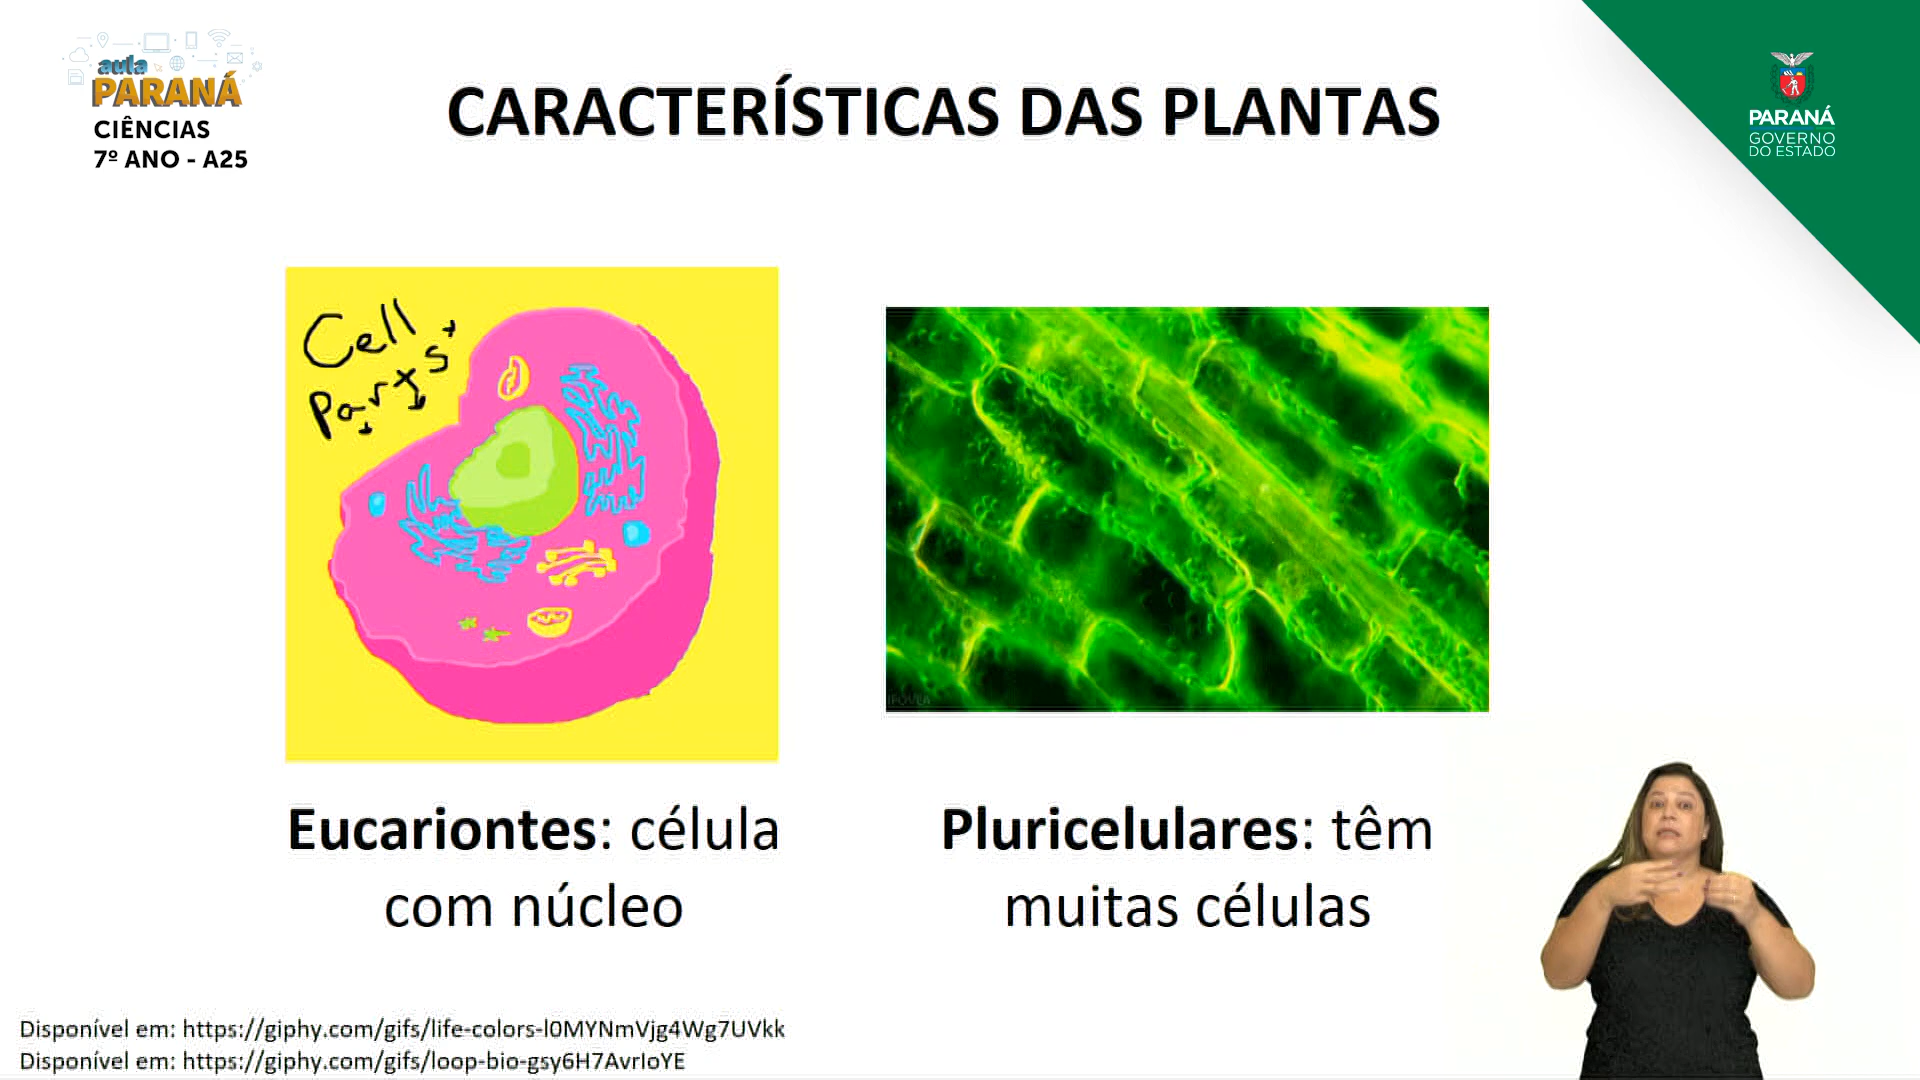 aula
PARANÁ
CIÊNCIAS
7º ANO - A25
CARACTERÍSTICAS DAS PLANTAS
PARANÁ
GOVERNO
DO ESTADO
Cell
Parts
Eucariontes: célula
com núcleo
Pluricelulares: têm
muitas células
Disponível em: https://giphy.com/gifs/life-colors-l0MYNmVjg4Wg7UVkk
Disponível em: https://giphy.com/gifs/loop-bio-gsy6H7AvrIoYE